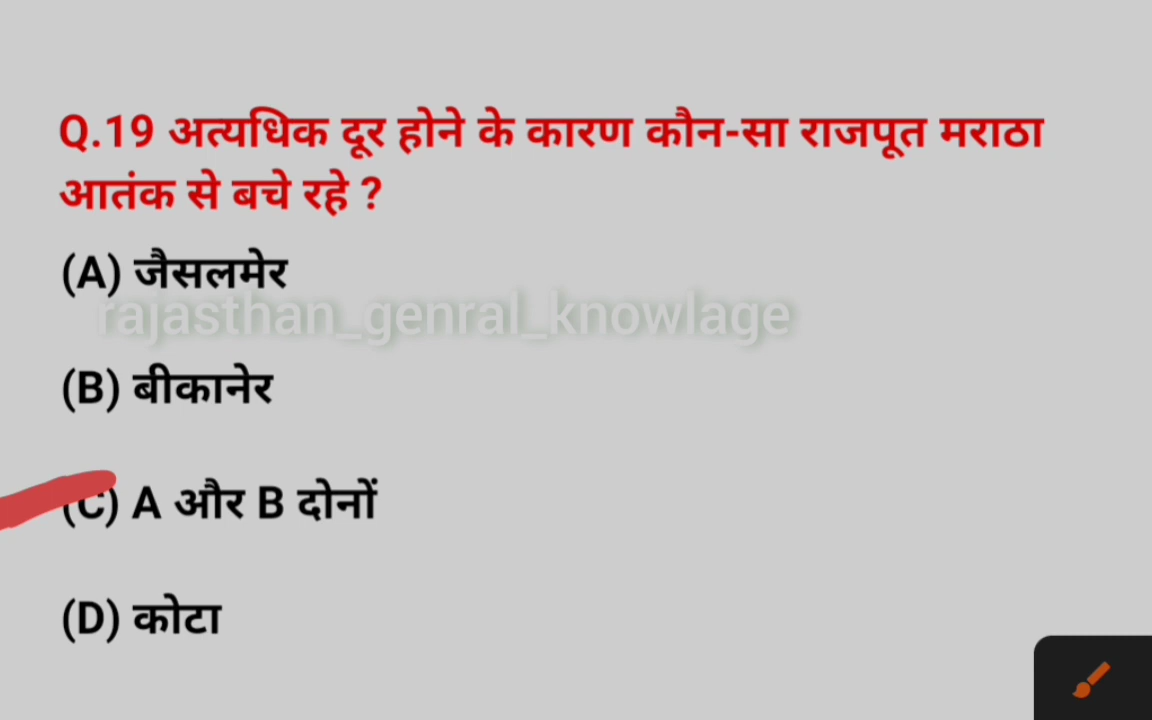 Q.19 अत्यधिक दूर होने के कारण कौन-सा राजपूत मराठा
आतंक से बचे रहे ?
(A) जैसलमेर
rajasthan_genral_knowlage
(B) बीकानेर
(C) A और B दोनों
(D) कोटा